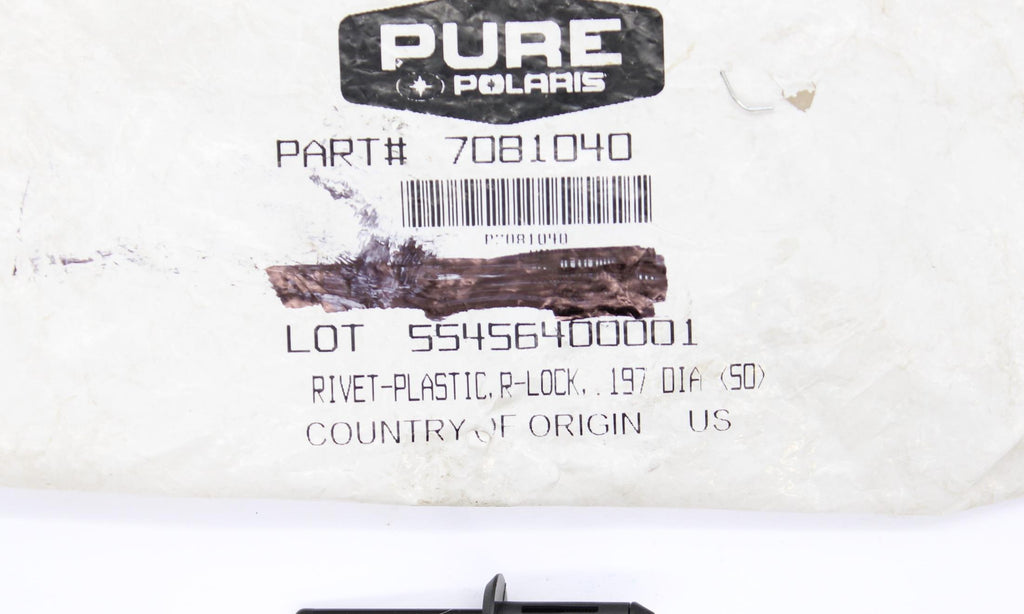 PURE
POLARIS
PART# 7081040
P7081040
LOT 55456400001
RIVET-PLASTIC, R-LOCK, .197 DIA (50)
COUNTRY OF ORIGIN US